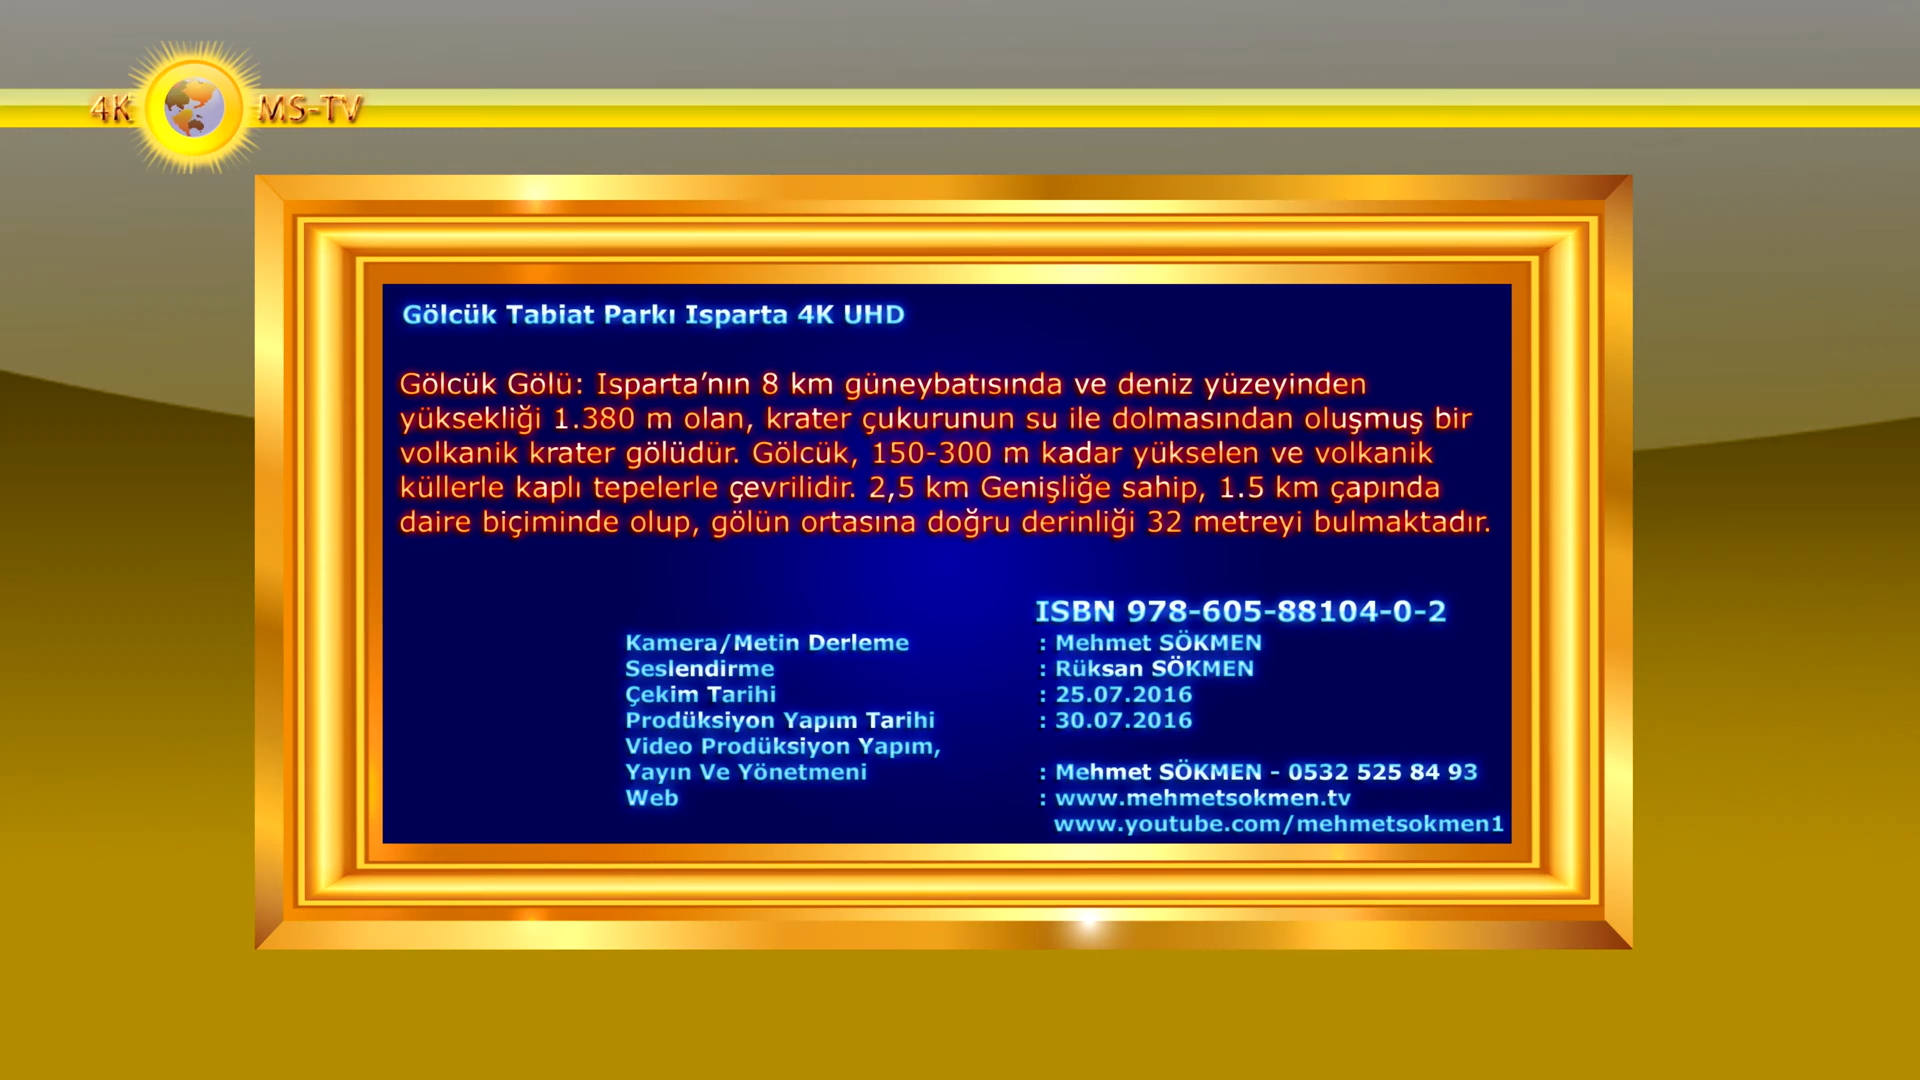 4K MS-TV
Gölcük Tabiat Parkı Isparta 4K UHD
Gölcük Gölü: Isparta’nın 8 km güneybatısında ve deniz yüzeyinden
yüksekliği 1.380 m olan, krater çukurunun su ile dolmasından oluşmuş bir
volkanik krater gölüdür. Gölcük, 150-300 m kadar yükselen ve volkanik
küllerle kaplı tepelerle çevrilidir. 2,5 km Genişliğe sahip, 1.5 km çapında
daire biçiminde olup, gölün ortasına doğru derinliği 32 metreyi bulmaktadır.
ISBN 978-605-88104-0-2
Kamera/Metin Derleme : Mehmet SÖKMEN
Seslendirme : Rüksan SÖKMEN
Çekim Tarihi : 25.07.2016
Prodüksiyon Yapım Tarihi : 30.07.2016
Video Prodüksiyon Yapım,
Yayın Ve Yönetmeni : Mehmet SÖKMEN - 0532 525 84 93
Web : www.mehmetsokmen.tv
www.youtube.com/mehmetsokmen1